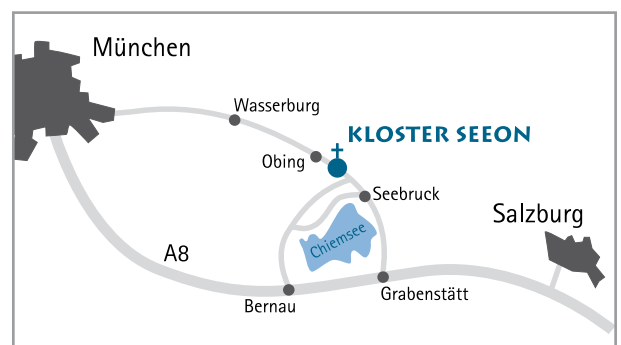 München
Wasserburg
KLOSTER SEEON
Obing
Seebruck
Salzburg
Chiemsee
A8
Grabenstätt
Bernau